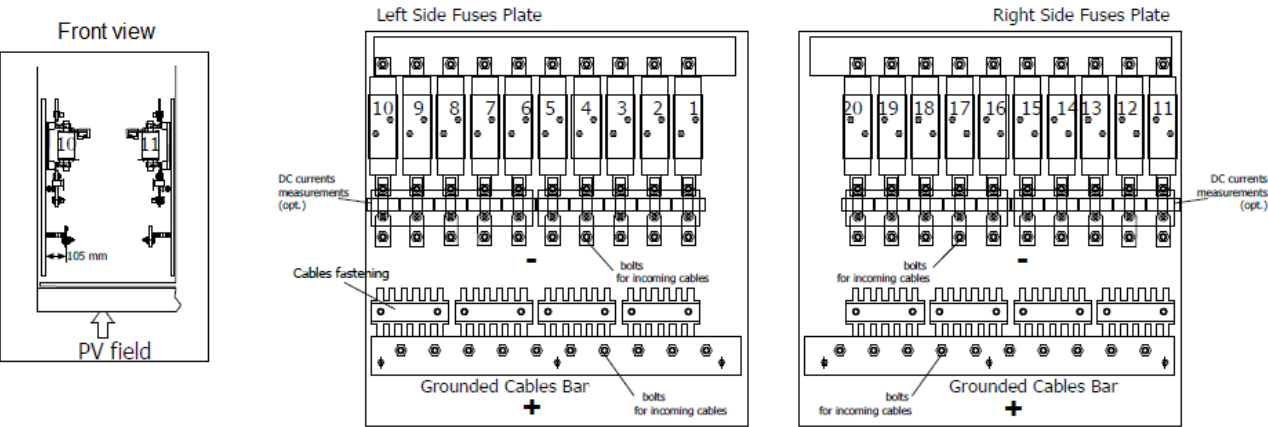 Front view
10
11
105 mm
PV field
Left Side Fuses Plate
10 9 8 7 6 5 4 3 2 1
DC currents
measurements
(opt.)
-
bolts
for incoming cables
Cables fastening
Grounded Cables Bar
+
bolts
for incoming cables
Right Side Fuses Plate
20 19 18 17 16 15 14 13 12 11
DC currents
measurements
(opt.)
-
bolts
for incoming cables
Grounded Cables Bar
+
bolts
for incoming cables